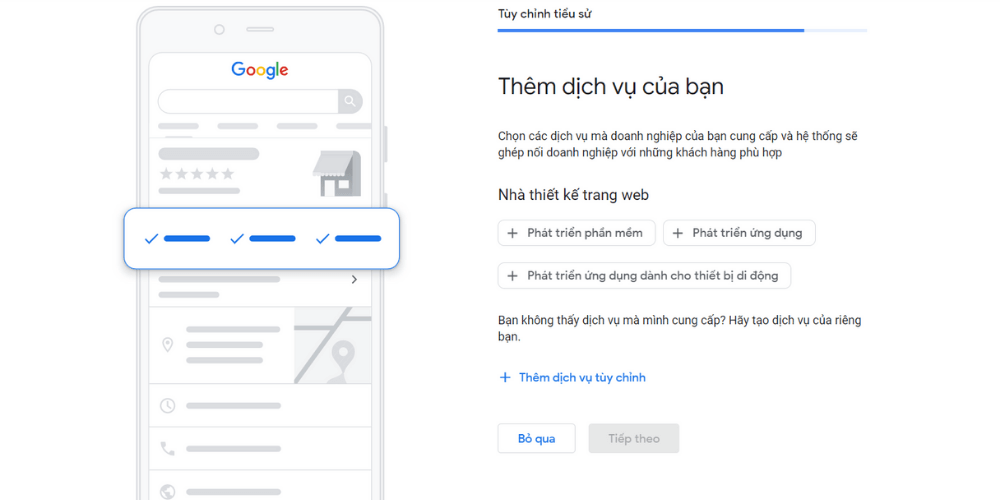 Google
Tùy chỉnh tiểu sử
Thêm dịch vụ của bạn
Chọn các dịch vụ mà doanh nghiệp của bạn cung cấp và hệ thống sẽ
ghép nối doanh nghiệp với những khách hàng phù hợp
Nhà thiết kế trang web
+ Phát triển phần mềm
+ Phát triển ứng dụng
+ Phát triển ứng dụng dành cho thiết bị di động
Bạn không thấy dịch vụ mà mình cung cấp? Hãy tạo dịch vụ của riêng
bạn.
+ Thêm dịch vụ tùy chỉnh
Bỏ qua
Tiếp theo